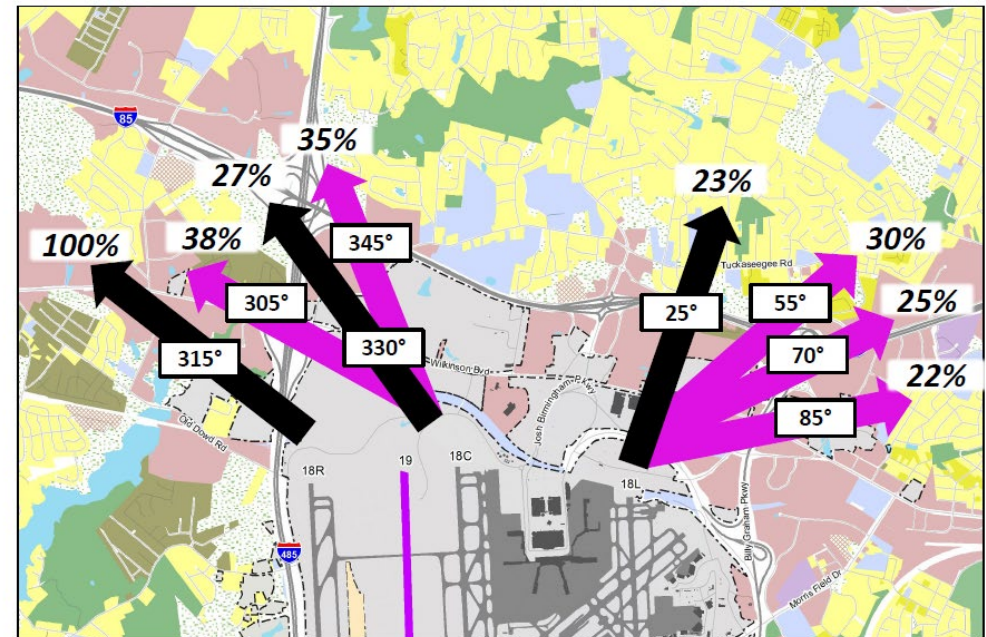 85
35%
27%
23%
100%
38%
30%
345°
Tuckaseegee Rd
305°
25°
55°
25%
315°
330°
70°
Wilkinson Blvd
22%
Josh Birmingham Pkwy
85°
Old Dowd Rd
18R
19
18C
18L
Billy Graham Pkwy
485
Morris Field Dr